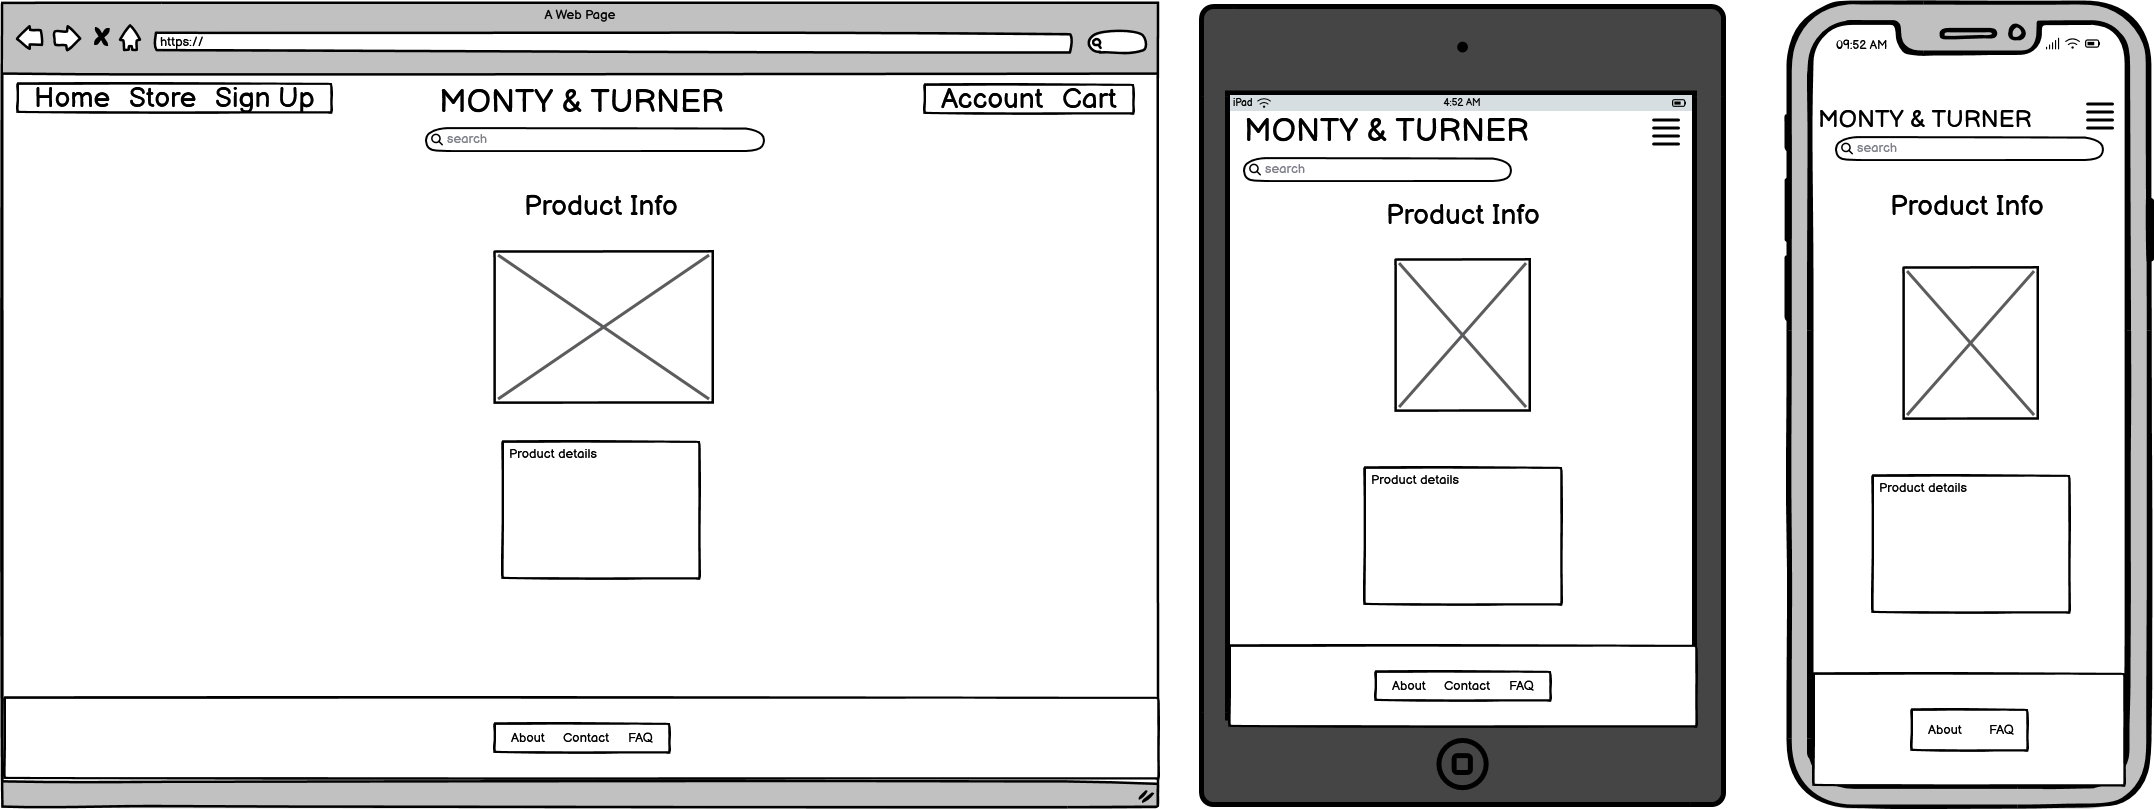 A Web Page
https://
Home Store Sign Up
MONTY & TURNER
Account Cart
search
Product Info
Product details
About Contact FAQ
iPad
4:52 AM
MONTY & TURNER
search
Product Info
Product details
About Contact FAQ
09:52 AM
MONTY & TURNER
search
Product Info
Product details
About FAQ